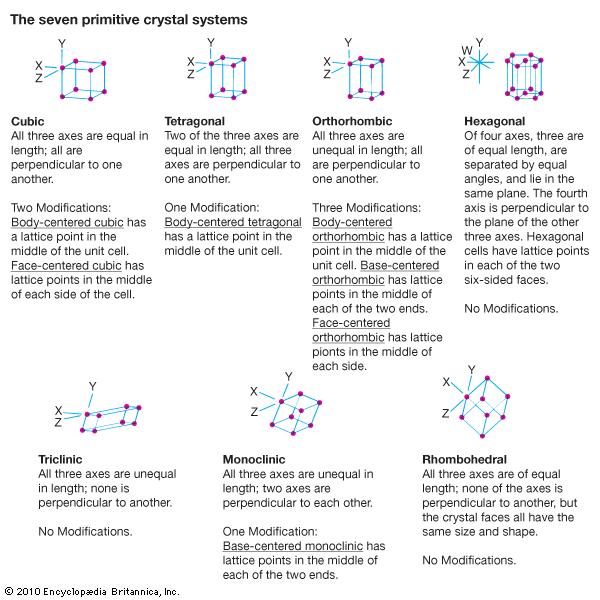 The seven primitive crystal systems
Y
X
Z
Cubic
All three axes are equal in
length; all are
perpendicular to one
another.
Two Modifications:
Body-centered cubic has
a lattice point in the
middle of the unit cell.
Face-centered cubic has
lattice points in the middle
of each side of the cell.
Y
X
Z
Tetragonal
Two of the three axes are
equal in length; all three
axes are perpendicular to
one another.
One Modification:
Body-centered tetragonal
has a lattice point in the
middle of the unit cell.
Y
X
Z
Orthorhombic
All three axes are
unequal in length; all
are perpendicular to
one another.
Three Modifications:
Body-centered
orthorhombic has a lattice
point in the middle of the
unit cell. Base-centered
orthorhombic has lattice
points in the middle of
each of the two ends.
Face-centered
orthorhombic has lattice
pionts in the middle of
each side.
W
Y
X
Z
Hexagonal
Of four axes, three are
of equal length, are
separated by equal
angles, and lie in the
same plane. The fourth
axis is perpendicular to
the plane of the other
three axes. Hexagonal
cells have lattice points
in each of the two
six-sided faces.
No Modifications.
Y
X
Z
Triclinic
All three axes are unequal
in length; none is
perpendicular to another.
No Modifications.
Y
X
Z
Monoclinic
All three axes are unequal in
length; two axes are
perpendicular to each other.
One Modification:
Base-centered monoclinic has
lattice points in the middle of
each of the two ends.
Y
X
Z
Rhombohedral
All three axes are of equal
length; none of the axes is
perpendicular to another, but
the crystal faces all have the
same size and shape.
No Modifications.
© 2010 Encyclopædia Britannica, Inc.